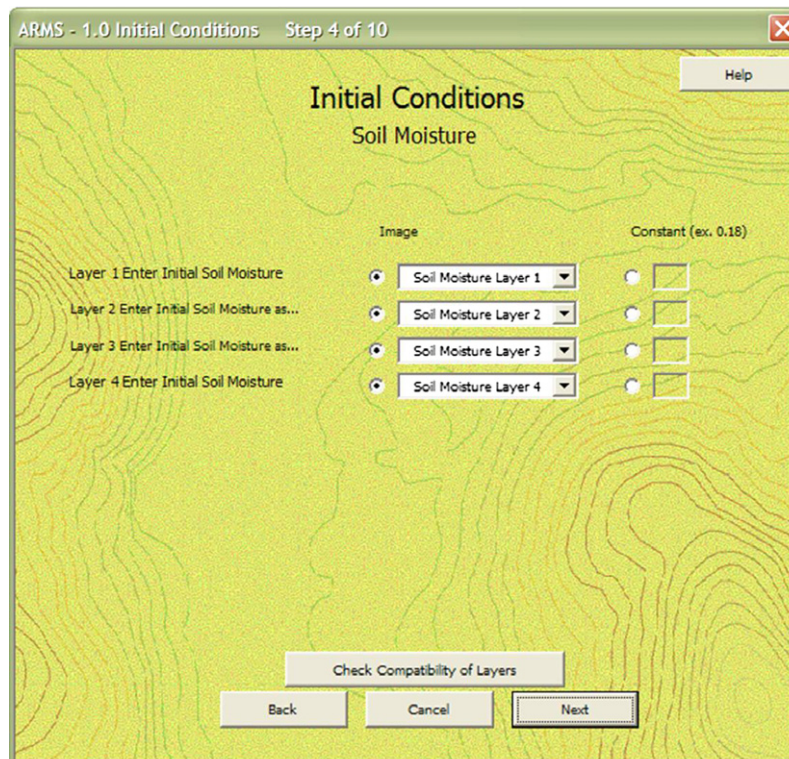 ARMS - 1.0 Initial Conditions Step 4 of 10
Help
Initial Conditions
Soil Moisture
Image Constant (ex. 0.18)
Layer 1 Enter Initial Soil Moisture Soil Moisture Layer 1
Layer 2 Enter Initial Soil Moisture as... Soil Moisture Layer 2
Layer 3 Enter Initial Soil Moisture as... Soil Moisture Layer 3
Layer 4 Enter Initial Soil Moisture Soil Moisture Layer 4
Check Compatibility of Layers
Back Cancel Next